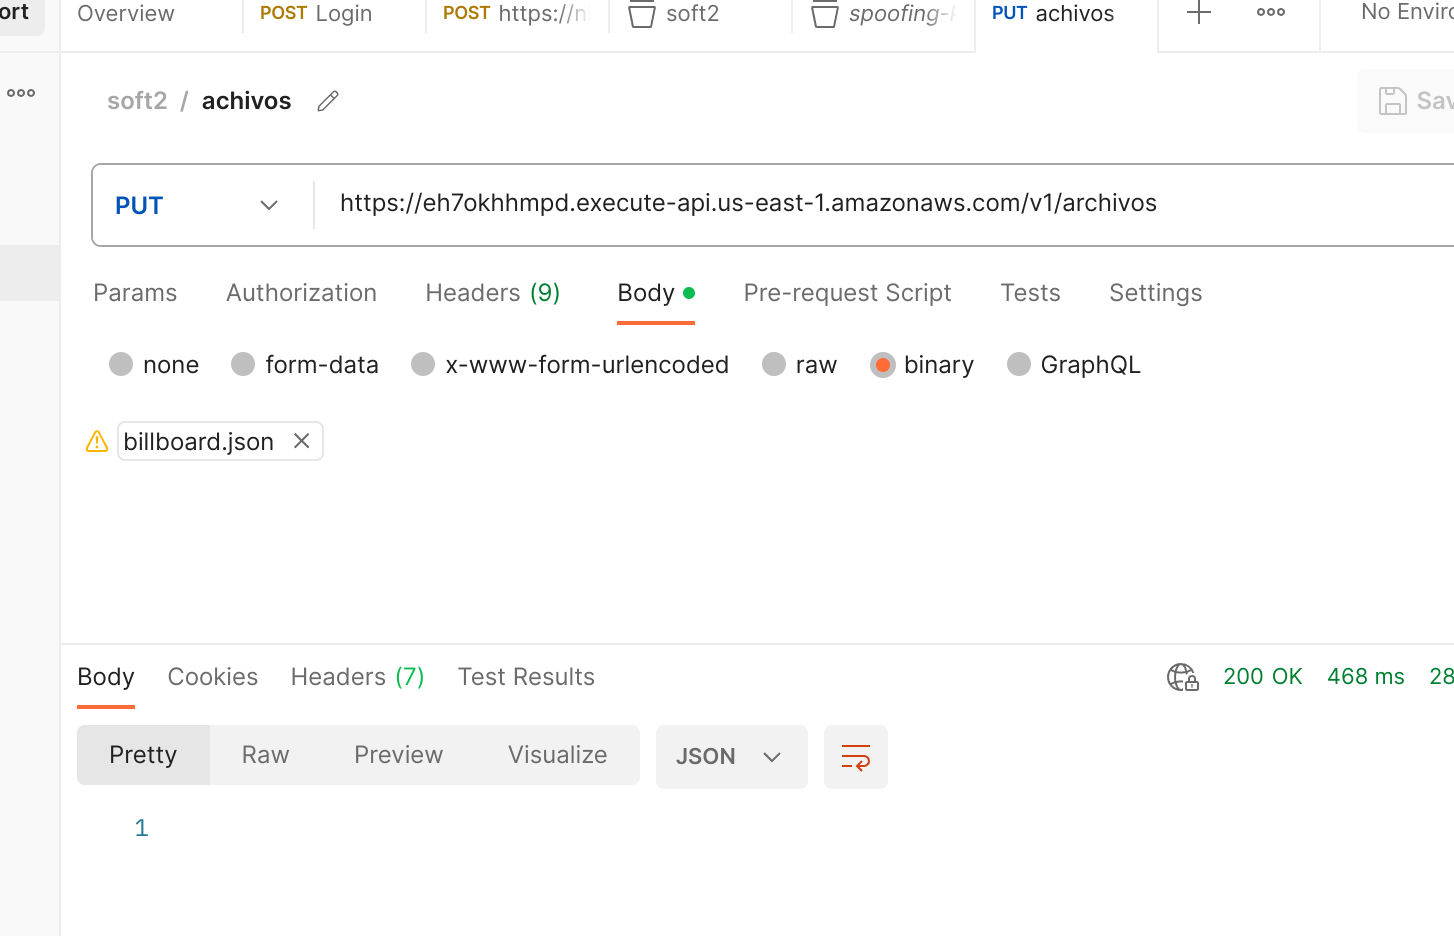 ort Overview POST Login POST https://n soft2 spoofing- PUT achivos No Enviro
soft2 / achivos Sav
PUT https://eh7okhhmpd.execute-api.us-east-1.amazonaws.com/v1/archivos
Params Authorization Headers (9) Body Pre-request Script Tests Settings
none form-data x-www-form-urlencoded raw binary GraphQL
billboard.json
Body Cookies Headers (7) Test Results 200 OK 468 ms 28
Pretty Raw Preview Visualize JSON
1